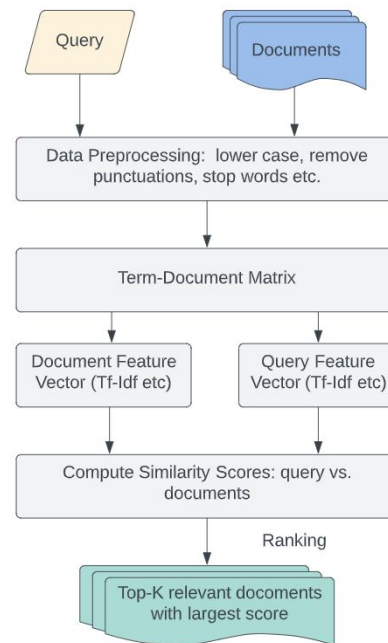 Query
Documents
Data Preprocessing: lower case, remove
punctuations, stop words etc.
Term-Document Matrix
Document Feature
Vector (Tf-Idf etc)
Query Feature
Vector (Tf-Idf etc)
Compute Similarity Scores: query vs.
documents
Ranking
Top-K relevant docoments
with largest score